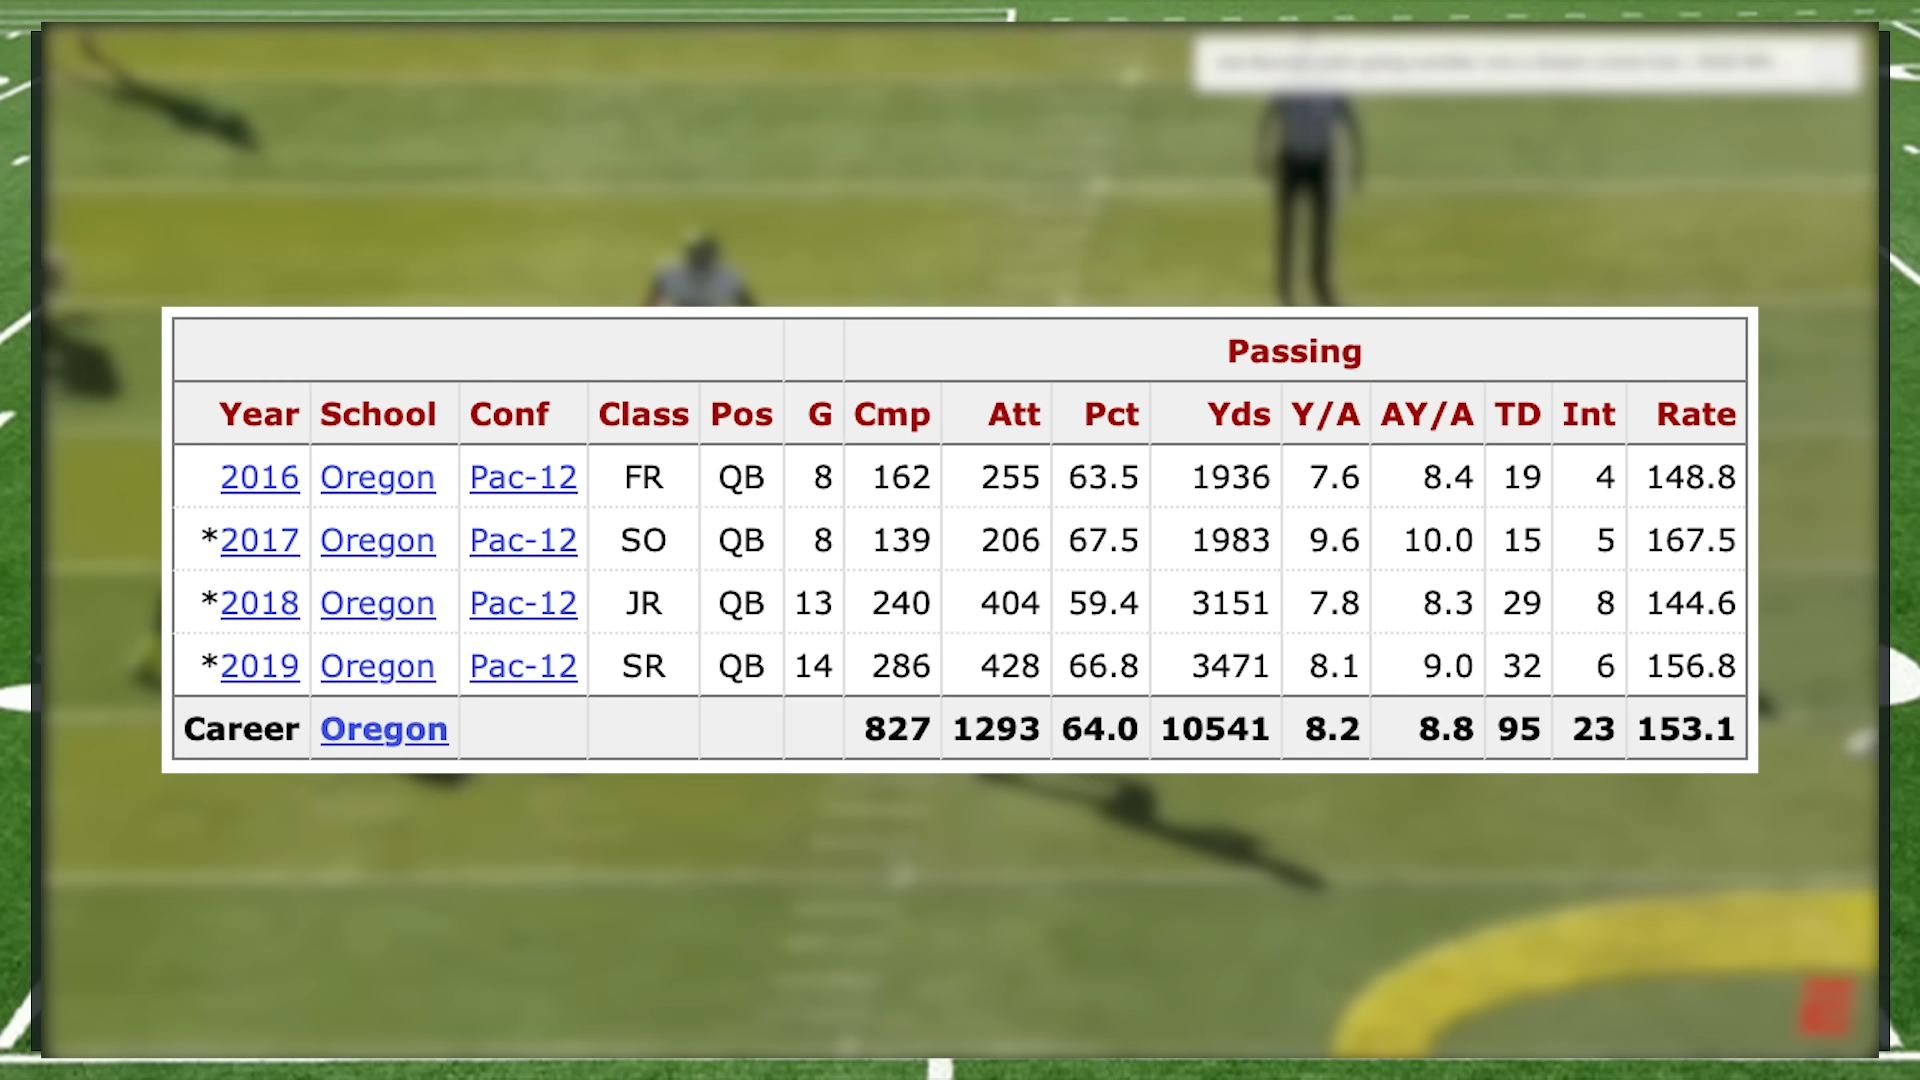 Passing
Year School Conf Class Pos G Cmp Att Pct Yds Y/A AY/A TD Int Rate
2016 Oregon Pac-12 FR QB 8 162 255 63.5 1936 7.6 8.4 19 4 148.8
*2017 Oregon Pac-12 SO QB 8 139 206 67.5 1983 9.6 10.0 15 5 167.5
*2018 Oregon Pac-12 JR QB 13 240 404 59.4 3151 7.8 8.3 29 8 144.6
*2019 Oregon Pac-12 SR QB 14 286 428 66.8 3471 8.1 9.0 32 6 156.8
Career Oregon 827 1293 64.0 10541 8.2 8.8 95 23 153.1